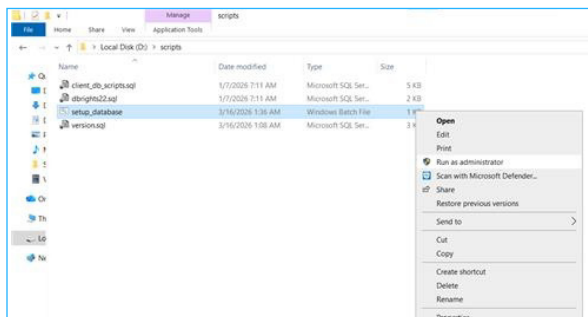 Manage scripts
File Home Share View Application Tools
Local Disk (D:) > scripts
Name Date modified Type Size
client_db_scripts.sql 1/7/2026 7:11 AM Microsoft SQL Ser... 5 KB
dbrights22.sql 1/7/2026 7:11 AM Microsoft SQL Ser... 2 KB
setup_database 3/16/2026 1:36 AM Windows Batch File 1
version.sql 3/16/2026 1:08 AM Microsoft SQL Ser... 3
Open
Edit
Print
Run as administrator
Scan with Microsoft Defender...
Share
Restore previous versions
Send to >
Cut
Copy
Create shortcut
Delete
Rename